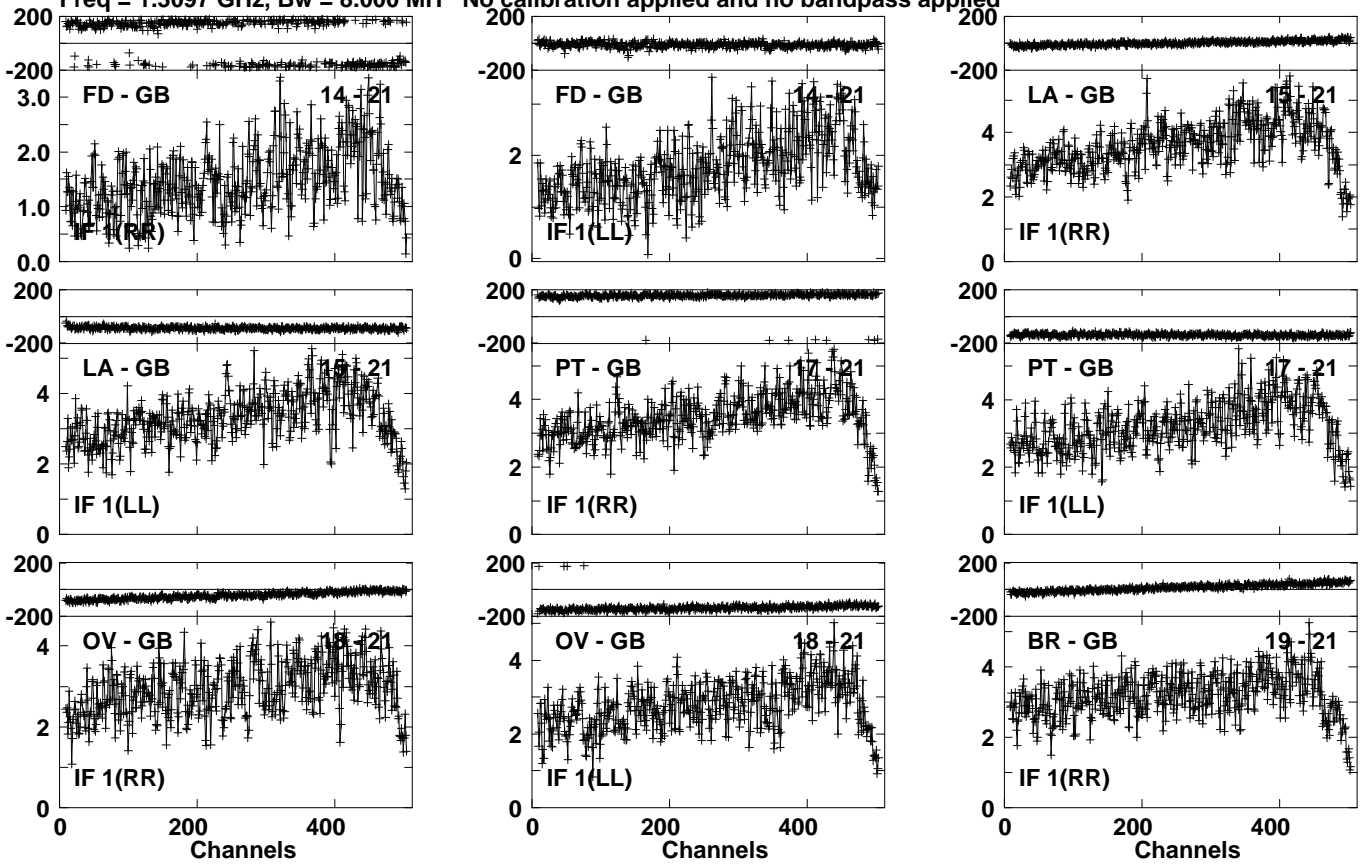 Freq = 1.3097 GHz, Bw = 8.000 MH No calibration applied and no bandpass applied
200
-200
3.0
2.0
1.0
0.0
FD - GB 14 - 21
IF 1(RR)
2
0
FD - GB 14 - 21
IF 1(LL)
200
-200
4
2
0
LA - GB 15 - 21
IF 1(RR)
200
-200
4
2
0
LA - GB 15 - 21
IF 1(LL)
200
-200
4
2
0
PT - GB 17 - 21
IF 1(RR)
200
-200
4
2
0
PT - GB 17 - 21
IF 1(LL)
200
-200
4
2
0
OV - GB 18 - 21
IF 1(RR)
0 200 400
Channels
200
-200
4
2
0
OV - GB 18 - 21
IF 1(LL)
0 200 400
Channels
200
-200
4
2
0
BR - GB 19 - 21
IF 1(RR)
0 200 400
Channels